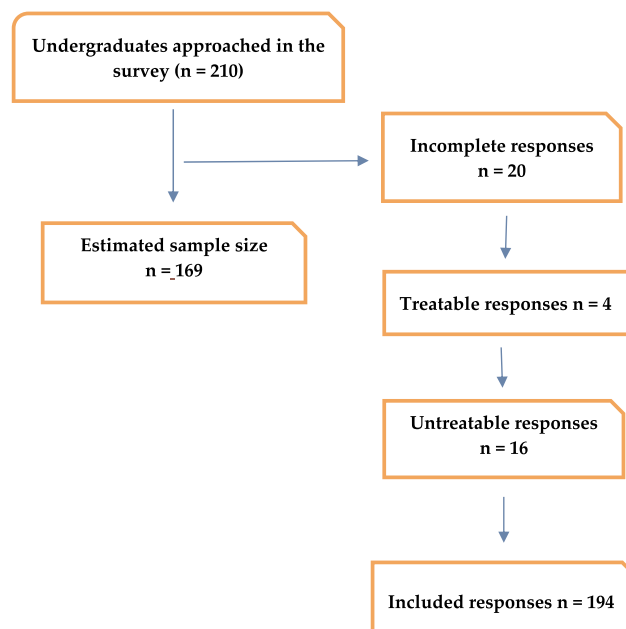 Undergraduates approached in the
survey (n = 210)
Incomplete responses
n = 20
Estimated sample size
n = 169
Treatable responses n = 4
Untreatable responses
n = 16
Included responses n = 194